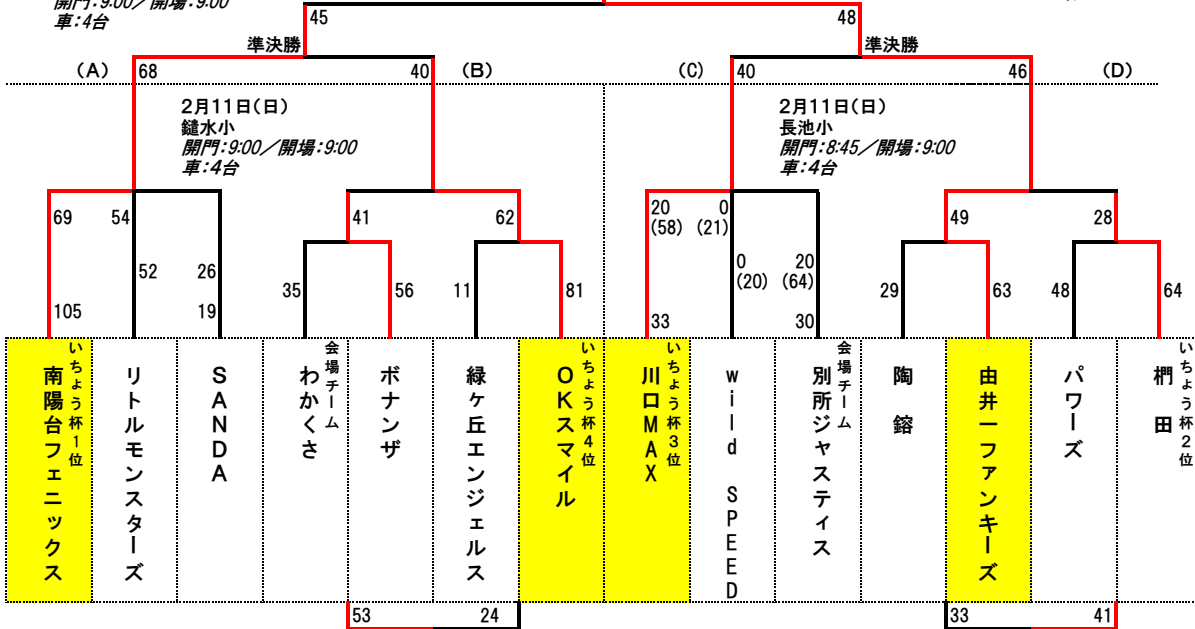 開門：9:00／開場：9:00
車：4台
45
48
準決勝
準決勝
(A)
68
40
(B)
(C)
40
46
(D)
2月11日(日)
鑓水小
開門：9:00／開場：9:00
車：4台
2月11日(日)
長池小
開門：8:45／開場：9:00
車：4台
69
54
41
62
20 0
(58) (21)
49
28
52
26
0 20
(20) (64)
35
56
11
81
29
63
48
64
105
19
33
30
いちょう杯1位
南陽台フェニックス
リトルモンスターズ
SANDA
会場チーム
わかくさ
ボナンザ
緑ヶ丘エンジェルス
いちょう杯4位
OKスマイル
いちょう杯3位
川口MAX
wild SPEED
会場チーム
別所ジャスティス
陶鎔
由井一ファンキーズ
パワーズ
いちょう杯2位
椚田
53
24
33
41